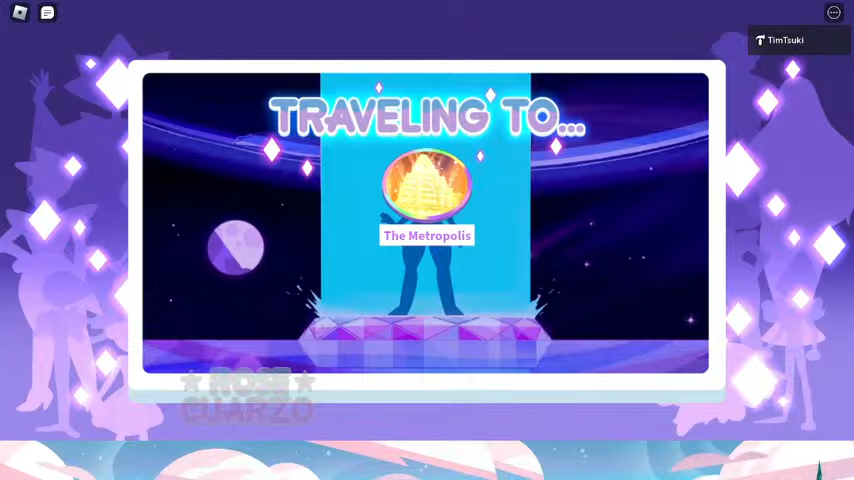 TimTsuki
TRAVELING TO...
The Metropolis
ROSE
CUARZO